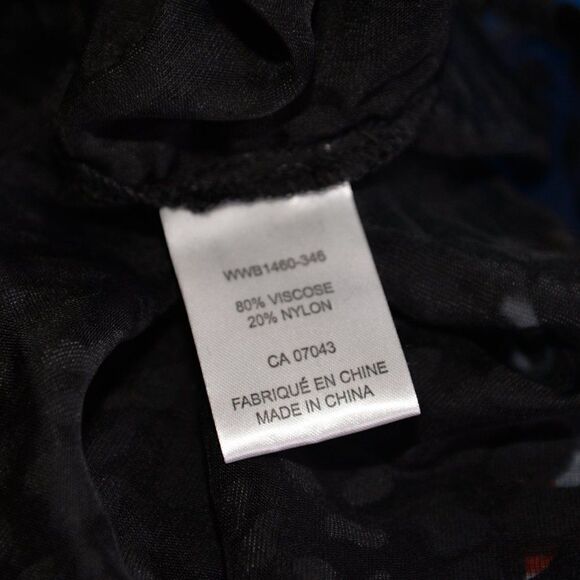 WWB1460-346
80% VISCOSE
20% NYLON
CA 07043
FABRIQUÉ EN CHINE
MADE IN CHINA